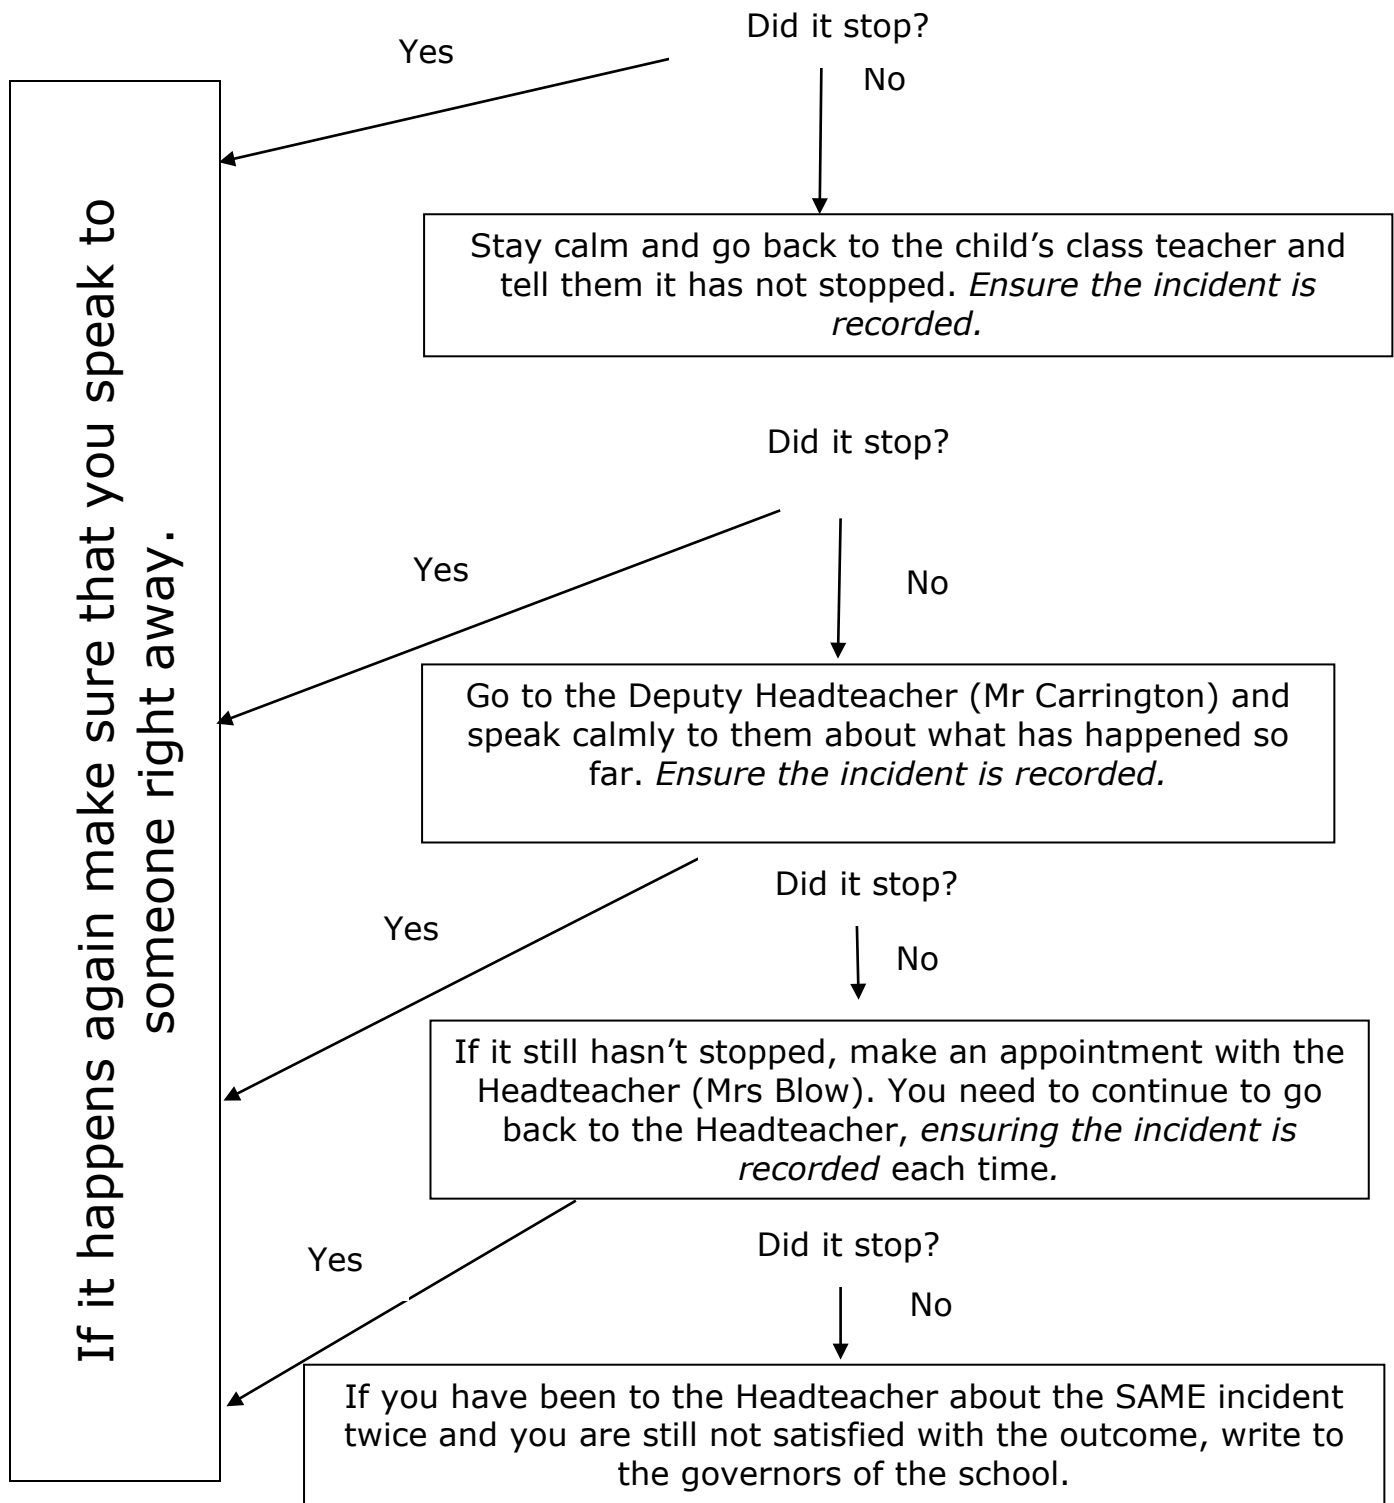 Did it stop?
Yes
No
Stay calm and go back to the child’s class teacher and
tell them it has not stopped. Ensure the incident is
recorded.
Did it stop?
Yes
No
Go to the Deputy Headteacher (Mr Carrington) and
speak calmly to them about what has happened so
far. Ensure the incident is recorded.
Did it stop?
Yes
No
If it still hasn’t stopped, make an appointment with the
Headteacher (Mrs Blow). You need to continue to go
back to the Headteacher, ensuring the incident is
recorded each time.
Did it stop?
Yes
No
If you have been to the Headteacher about the SAME incident
twice and you are still not satisfied with the outcome, write to
the governors of the school.
If it happens again make sure that you speak to
someone right away.